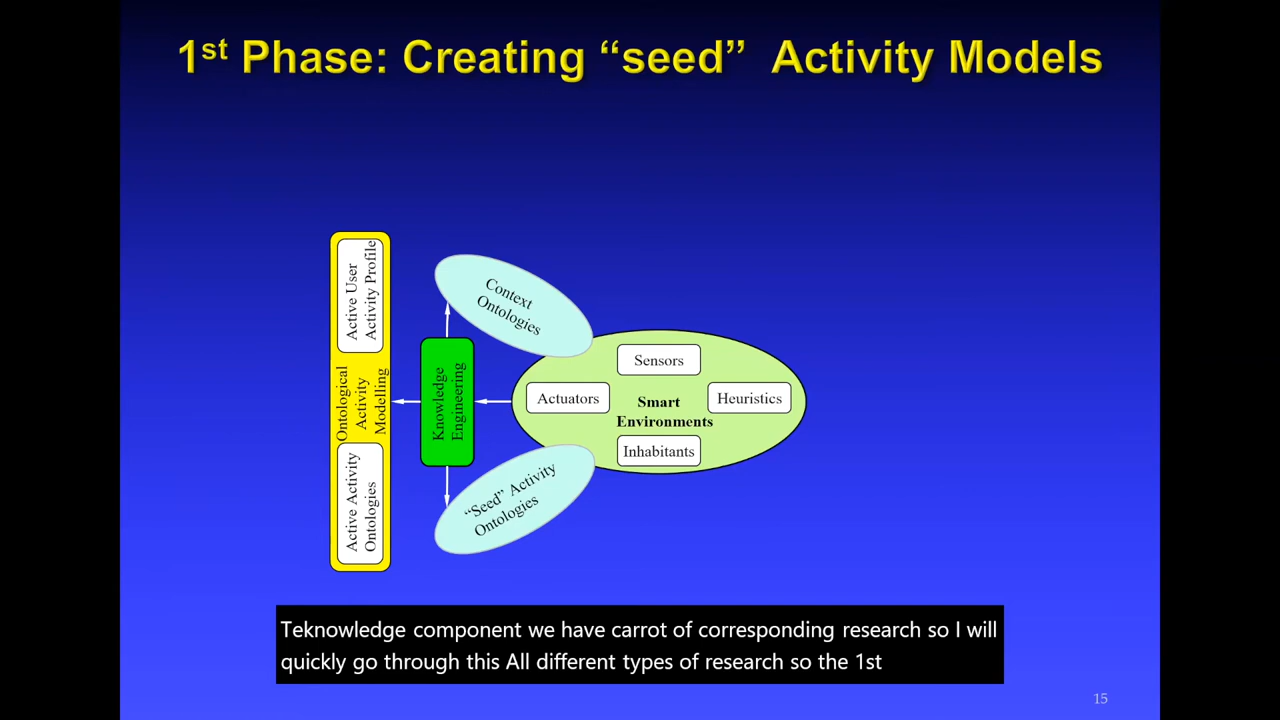 1st Phase: Creating “seed” Activity Models
Active User
Activity Profile
Ontological
Activity
Modelling
Active Activity
Ontologies
Knowledge
Engineering
Context
Ontologies
“Seed” Activity
Ontologies
Sensors
Actuators
Smart
Environments
Heuristics
Inhabitants
Teknowledge component we have carrot of corresponding research so I will
quickly go through this All different types of research so the 1st
15